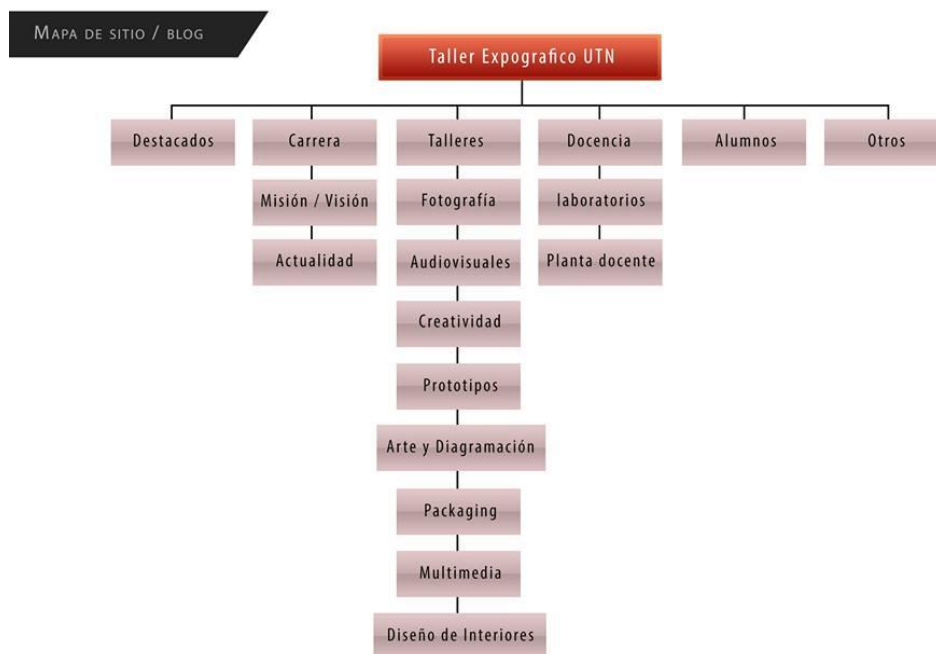 MAPA DE SITIO / BLOG
Taller Expografico UTN
Destacados
Carrera
Talleres
Docencia
Alumnos
Otros
Misión / Visión
Fotografía
laboratorios
Actualidad
Audiovisuales
Planta docente
Creatividad
Prototipos
Arte y Diagramación
Packaging
Multimedia
Diseño de Interiores